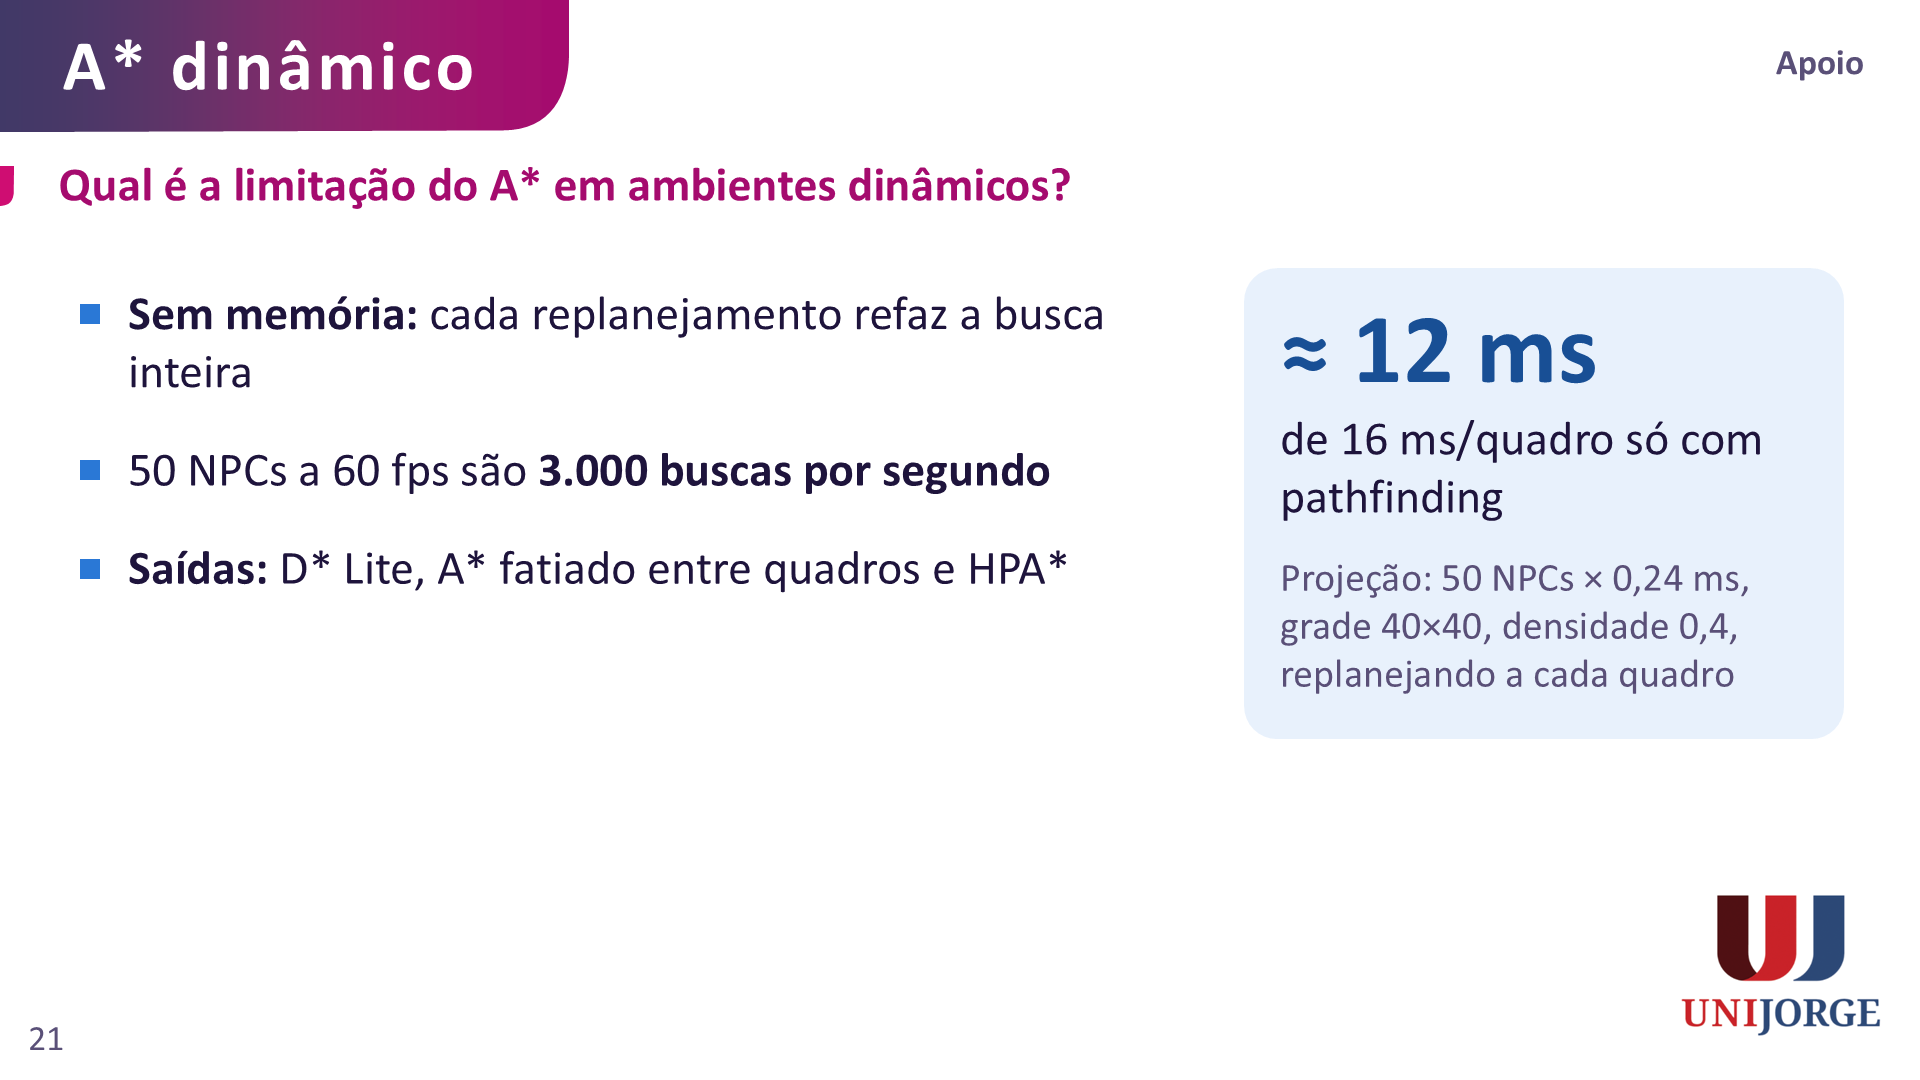 A* dinâmico
Apoio
Qual é a limitação do A* em ambientes dinâmicos?
Sem memória: cada replanejamento refaz a busca
inteira
50 NPCs a 60 fps são 3.000 buscas por segundo
Saídas: D* Lite, A* fatiado entre quadros e HPA*
≈ 12 ms
de 16 ms/quadro só com
pathfinding
Projeção: 50 NPCs × 0,24 ms,
grade 40×40, densidade 0,4,
replanejando a cada quadro
UNIJORGE
21